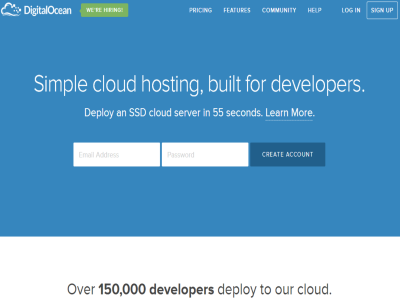 DigitalOcean WE'RE HIRING! PRICING FEATURES COMMUNITY HELP LOG IN SIGN UP
Simple cloud hosting, built for developers.
Deploy an SSD cloud server in 55 seconds. Learn More.
Email Address Password CREATE ACCOUNT
Over 150,000 developers deploy to our cloud.